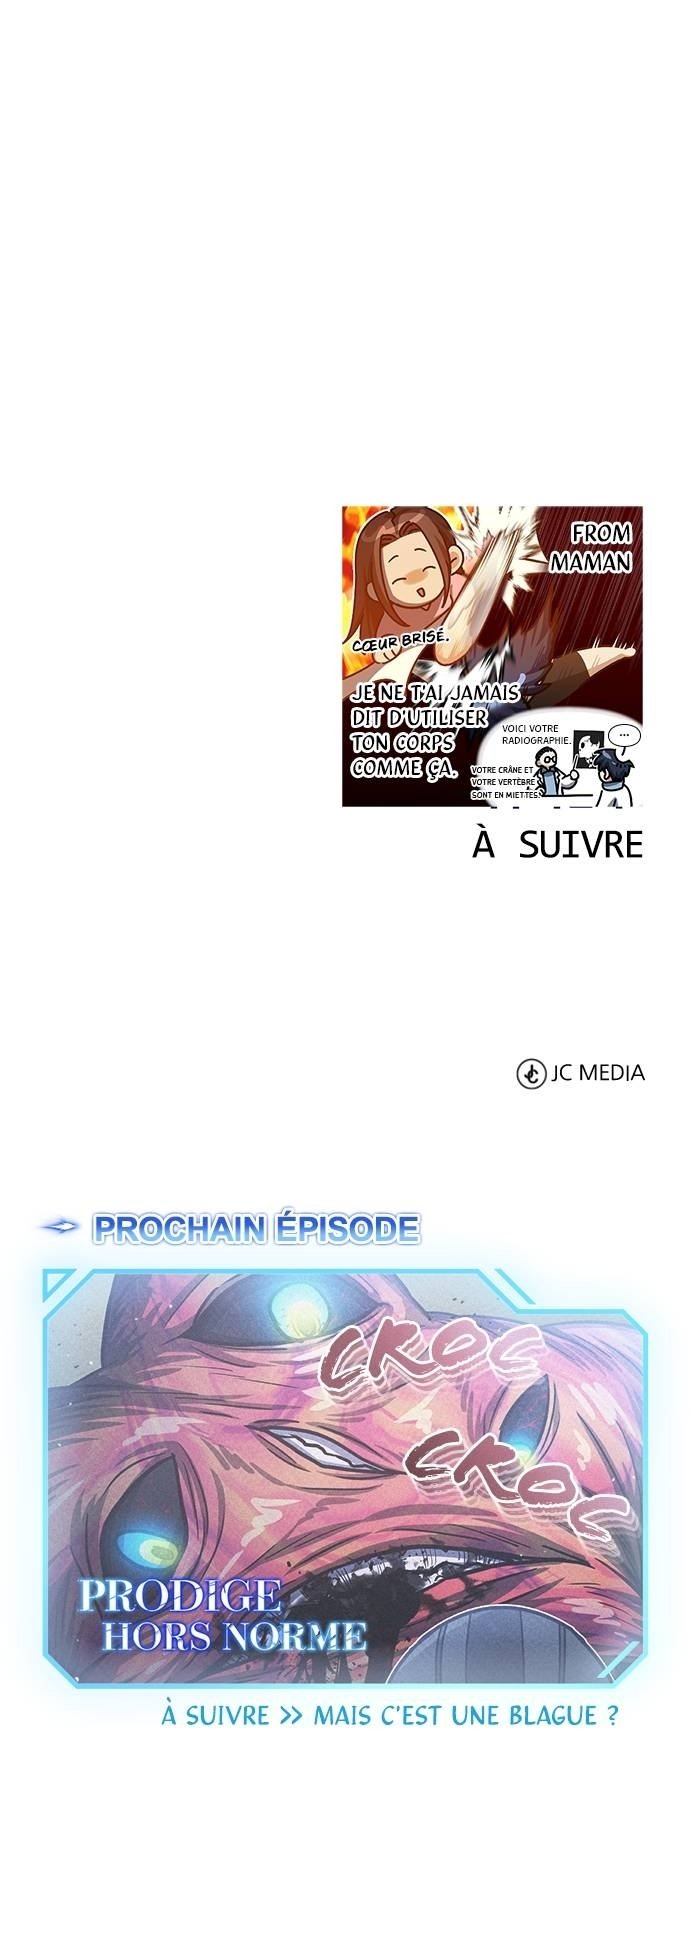 FROM
MAMAN
CŒUR BRISÉ.
JE NE T'AI JAMAIS
DIT D'UTILISER
TON CORPS
COMME ÇA.
VOICI VOTRE
RADIOGRAPHIE.
...
VOTRE CRÂNE ET
VOTRE VERTÈBRE
SONT EN MIETTES.
À SUIVRE
JC JC MEDIA
PROCHAIN ÉPISODE
CROC
CROC
PRODIGE
HORS NORME
À SUIVRE >> MAIS C'EST UNE BLAGUE ?